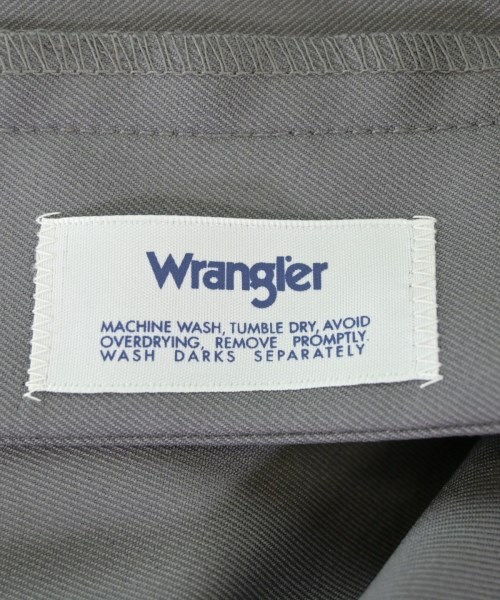 Wrangler
MACHINE WASH, TUMBLE DRY, AVOID
OVERDRYING, REMOVE PROMPTLY.
WASH DARKS SEPARATELY